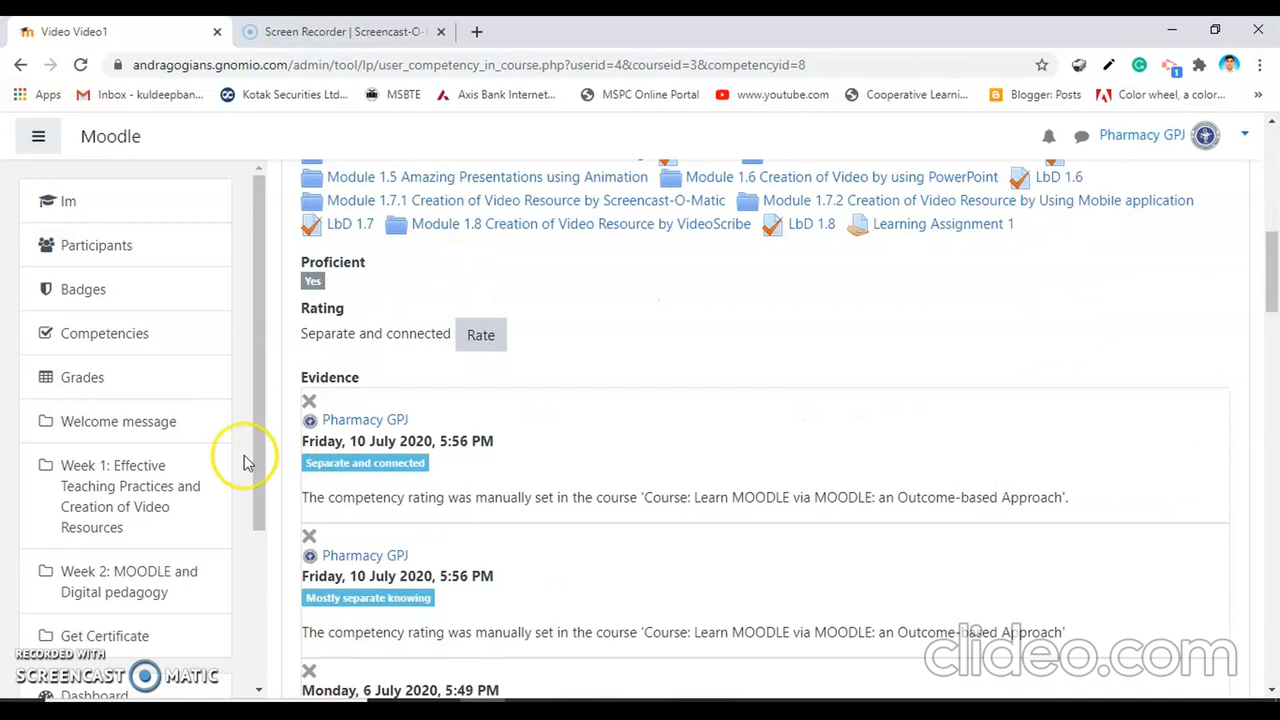 Video Video1
Screen Recorder | Screencast-O-
andragogians.gnomio.com/admin/tool/lp/user_competency_in_course.php?userid=4&courseid=3&competencyid=8
Apps
Inbox - kuldeepban...
Kotak Securities Ltd...
MSBTE
Axis Bank Internet...
MSPC Online Portal
www.youtube.com
Cooperative Learni...
Blogger: Posts
Color wheel, a color...
»
1
Moodle
Pharmacy GPJ
Im
Participants
Badges
Competencies
Grades
Welcome message
Week 1: Effective
Teaching Practices and
Creation of Video
Resources
Week 2: MOODLE and
Digital pedagogy
Get Certificate
Dashboard
Module 1.5 Amazing Presentations using Animation Module 1.6 Creation of Video by using PowerPoint LbD 1.6
Module 1.7.1 Creation of Video Resource by Screencast-O-Matic Module 1.7.2 Creation of Video Resource by Using Mobile application
LbD 1.7 Module 1.8 Creation of Video Resource by VideoScribe LbD 1.8 Learning Assignment 1
Proficient
Yes
Rating
Separate and connected Rate
Evidence
Pharmacy GPJ
Friday, 10 July 2020, 5:56 PM
Separate and connected
The competency rating was manually set in the course 'Course: Learn MOODLE via MOODLE: an Outcome-based Approach'.
Pharmacy GPJ
Friday, 10 July 2020, 5:56 PM
Mostly separate knowing
The competency rating was manually set in the course 'Course: Learn MOODLE via MOODLE: an Outcome-based Approach'
Monday, 6 July 2020, 5:49 PM
RECORDED WITH
SCREENCAST MATIC
clideo.com